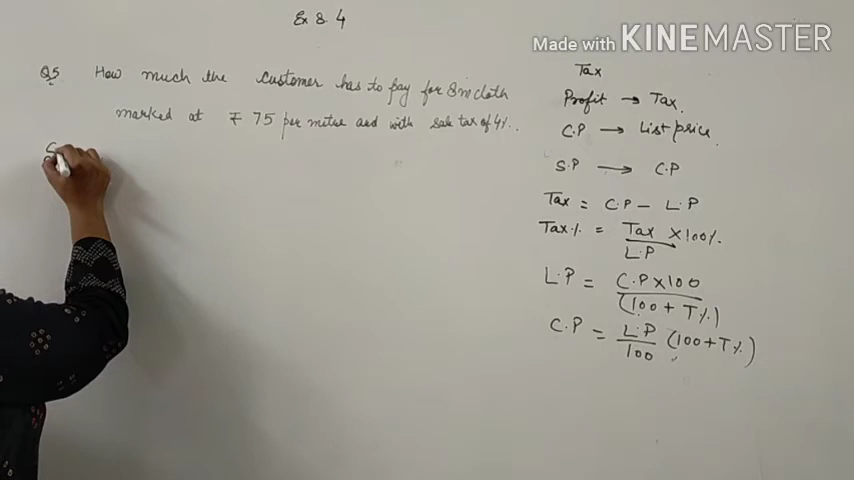 Ex 8.4
Made with KINEMASTER
Q5 How much the customer has to pay for 8m cloth
marked at ₹ 75 per metre and with sale tax of 4%.
S
Tax
Profit → Tax.
C.P → List price.
S.P → C.P
Tax = C.P - L.P
Tax% = Tax × 100%.
L.P
L.P = C.P × 100
(100 + T%)
C.P = L.P (100 + T%)
100